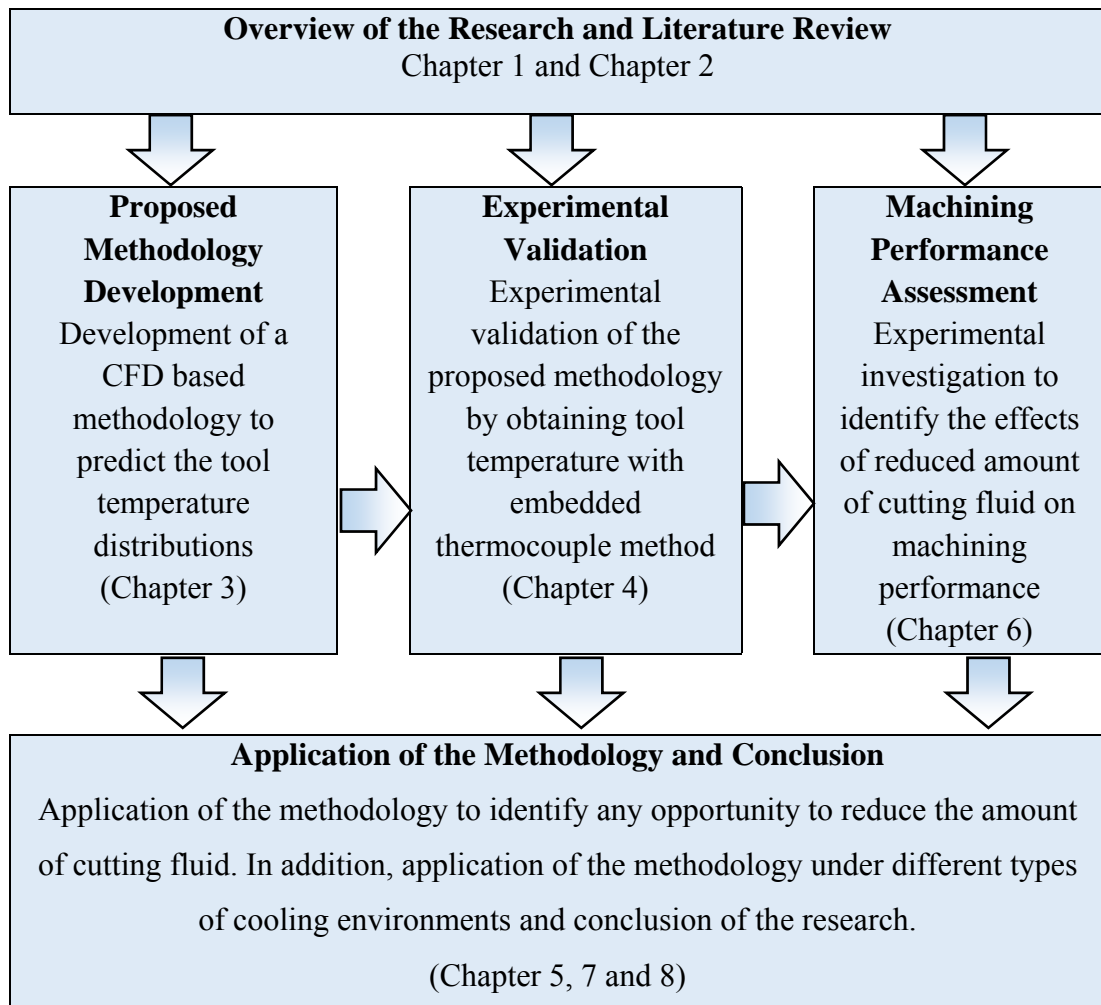 Overview of the Research and Literature Review
Chapter 1 and Chapter 2
Proposed
Methodology
Development
Development of a
CFD based
methodology to
predict the tool
temperature
distributions
(Chapter 3)
Experimental
Validation
Experimental
validation of the
proposed methodology
by obtaining tool
temperature with
embedded
thermocouple method
(Chapter 4)
Machining
Performance
Assessment
Experimental
investigation to
identify the effects
of reduced amount
of cutting fluid on
machining
performance
(Chapter 6)
Application of the Methodology and Conclusion
Application of the methodology to identify any opportunity to reduce the amount
of cutting fluid. In addition, application of the methodology under different types
of cooling environments and conclusion of the research.
(Chapter 5, 7 and 8)